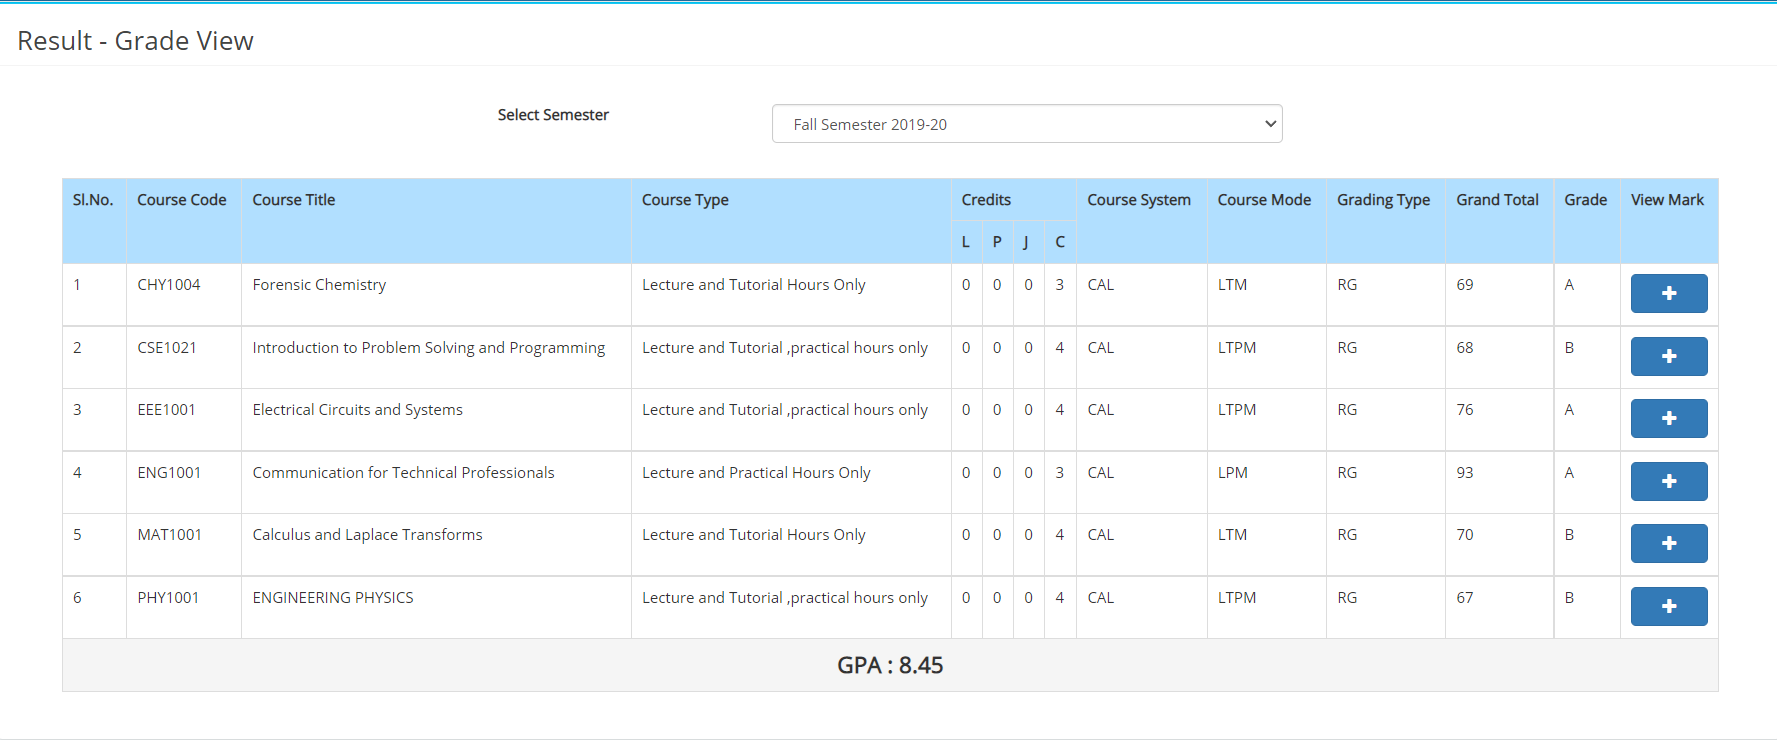 Result - Grade View
Select Semester Fall Semester 2019-20
Sl.No. Course Code Course Title Course Type Credits Course System Course Mode Grading Type Grand Total Grade View Mark
L P J C
1 CHY1004 Forensic Chemistry Lecture and Tutorial Hours Only 0 0 0 3 CAL LTM RG 69 A
2 CSE1021 Introduction to Problem Solving and Programming Lecture and Tutorial ,practical hours only 0 0 0 4 CAL LTPM RG 68 B
3 EEE1001 Electrical Circuits and Systems Lecture and Tutorial ,practical hours only 0 0 0 4 CAL LTPM RG 76 A
4 ENG1001 Communication for Technical Professionals Lecture and Practical Hours Only 0 0 0 3 CAL LPM RG 93 A
5 MAT1001 Calculus and Laplace Transforms Lecture and Tutorial Hours Only 0 0 0 4 CAL LTM RG 70 B
6 PHY1001 ENGINEERING PHYSICS Lecture and Tutorial ,practical hours only 0 0 0 4 CAL LTPM RG 67 B
GPA : 8.45